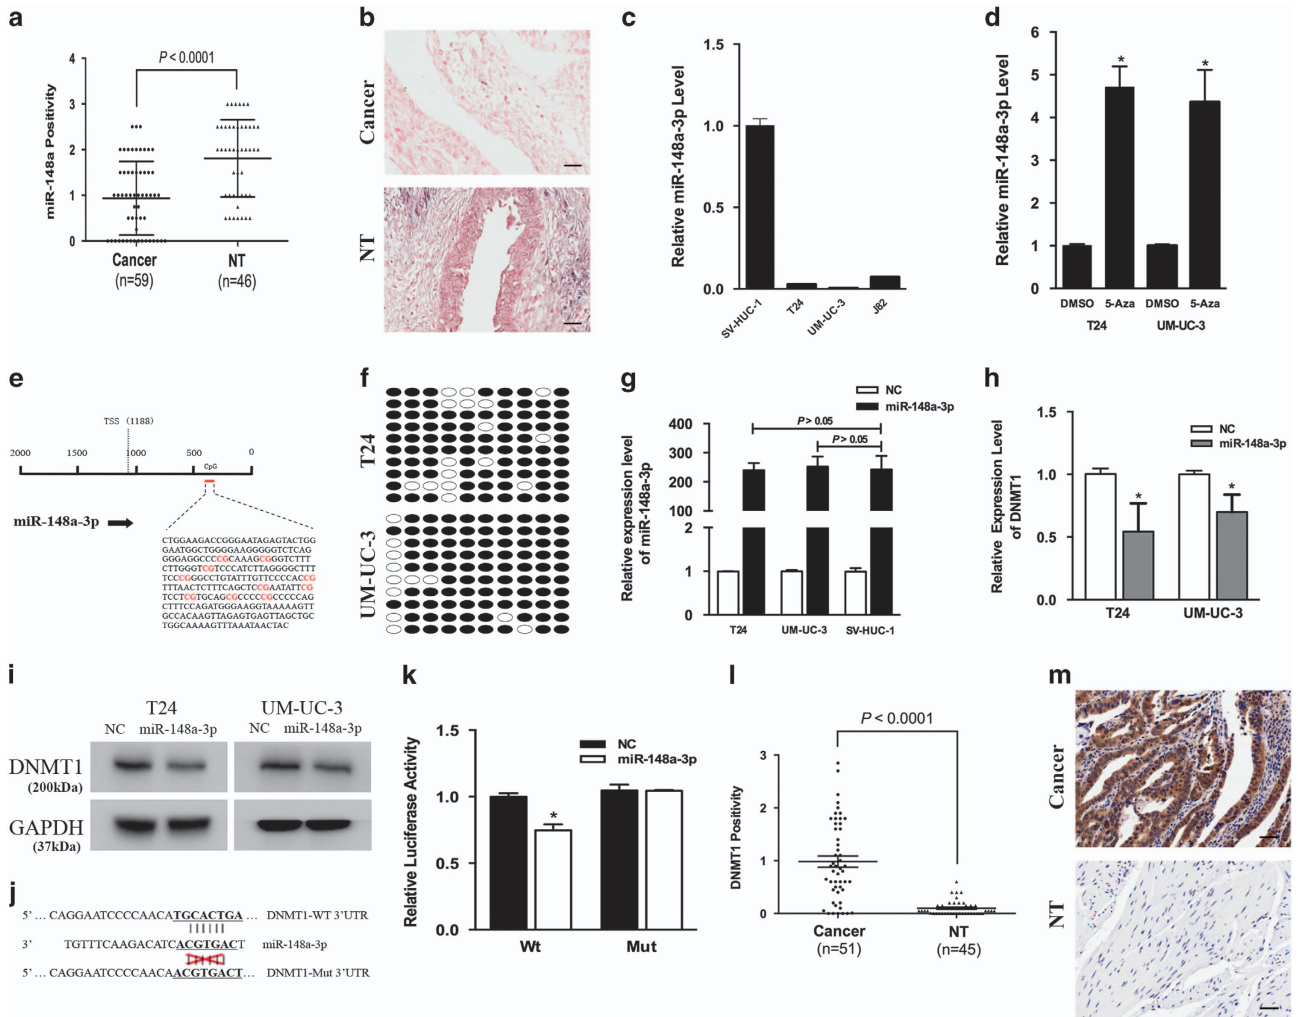 a
P < 0.0001
miR-148a Positivity
4
3
2
1
0
Cancer
(n=59)
NT
(n=46)
b
Cancer
NT
c
Relative miR-148a-3p Level
1.5
1.0
0.5
0.0
SV-HUC-1
T24
UM-UC-3
J82
d
Relative miR-148a-3p Level
6
5
4
3
2
1
0
*
*
DMSO 5-Aza DMSO 5-Aza
T24 UM-UC-3
e
TSS (1188)
2000 1500 1000 500 0
CpG
miR-148a-3p
CTGGAAGACCGGGAATAGAGTACTGG
GAATGGCTGGGGAAGGGGGTCTCAG
GGGAGGCCCCGCAAAGCGGGTCTTT
CTTGGGTCGTCCCATCTTAGGGGCTTT
TCCCGGGCCTGTATTTGTTCCCCACCG
TTTAACTCTTTCAGCTCCGAATATTCG
TCCTCGTGCAGCGCCCCCGCCCCCAG
CTTTCCAGATGGGAAGGTAAAAAGTT
GCCACAAGTTAGAGTGAGTTAGCTGC
TGGCAAAAGTTTAAATAACTAC
f
T24
UM-UC-3
g
NC
miR-148a-3p
P > 0.05
P > 0.05
Relative expression level
of miR-148a-3p
400
300
200
100
2
1
0
T24 UM-UC-3 SV-HUC-1
h
NC
miR-148a-3p
Relative Expression Level
of DNMT1
1.5
1.0
0.5
0.0
*
*
T24 UM-UC-3
i
T24 UM-UC-3
NC miR-148a-3p NC miR-148a-3p
DNMT1
(200kDa)
GAPDH
(37kDa)
j
5' … CAGGAATCCCCAACATGCACTGA … DNMT1-WT 3'UTR
3' TGTTTCAAGACATCACGTGACT miR-148a-3p
5' … CAGGAATCCCCAACAACGTGACT … DNMT1-Mut 3'UTR
k
NC
miR-148a-3p
Relative Luciferase Activity
1.5
1.0
0.5
0.0
*
Wt Mut
l
P < 0.0001
DNMT1 Positivity
3
2
1
0
Cancer
(n=51)
NT
(n=45)
m
Cancer
NT